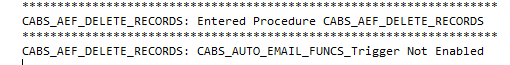 ******************************************************************
CABS_AEF_DELETE_RECORDS: Entered Procedure CABS_AEF_DELETE_RECORDS
******************************************************************
CABS_AEF_DELETE_RECORDS: CABS_AUTO_EMAIL_FUNCS_Trigger Not Enabled